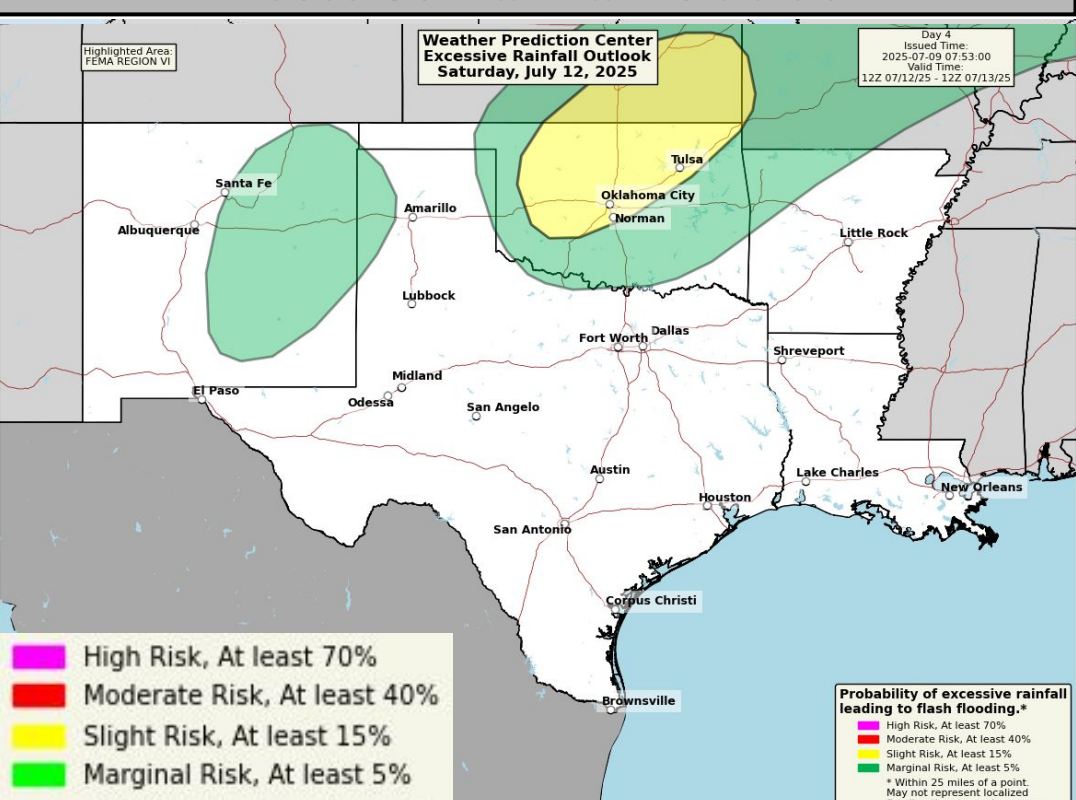 Highlighted Area:
FEMA REGION VI
Weather Prediction Center
Excessive Rainfall Outlook
Saturday, July 12, 2025
Day 4
Issued Time:
2025-07-09 07:53:00
Valid Time:
12Z 07/12/25 - 12Z 07/13/25
Tulsa
Santa Fe
Oklahoma City
Amarillo
Norman
Albuquerque
Little Rock
Lubbock
Dallas
Fort Worth
Shreveport
Midland
El Paso
Odessa
San Angelo
Austin
Lake Charles
New Orleans
Houston
San Antonio
Corpus Christi
Brownsville
High Risk, At least 70%
Moderate Risk, At least 40%
Slight Risk, At least 15%
Marginal Risk, At least 5%
Probability of excessive rainfall
leading to flash flooding.*
High Risk, At least 70%
Moderate Risk, At least 40%
Slight Risk, At least 15%
Marginal Risk, At least 5%
* Within 25 miles of a point.
May not represent localized